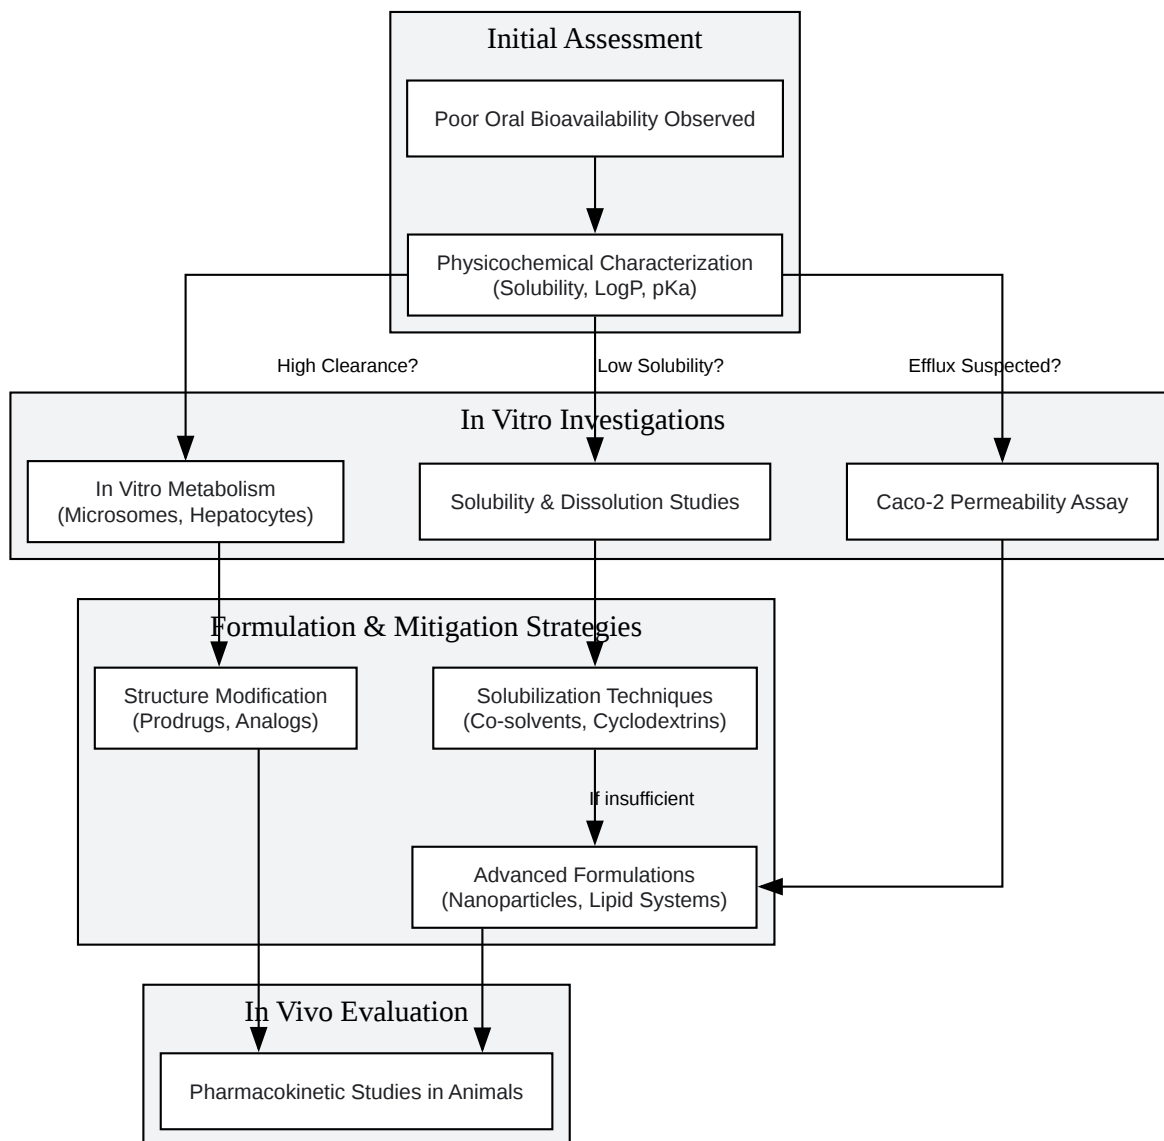 Initial Assessment
Poor Oral Bioavailability Observed
Physicochemical Characterization
(Solubility, LogP, pKa)
High Clearance?
Low Solubility?
Efflux Suspected?
In Vitro Investigations
In Vitro Metabolism
(Microsomes, Hepatocytes)
Solubility & Dissolution Studies
Caco-2 Permeability Assay
Formulation & Mitigation Strategies
Structure Modification
(Prodrugs, Analogs)
Solubilization Techniques
(Co-solvents, Cyclodextrins)
If insufficient
Advanced Formulations
(Nanoparticles, Lipid Systems)
In Vivo Evaluation
Pharmacokinetic Studies in Animals